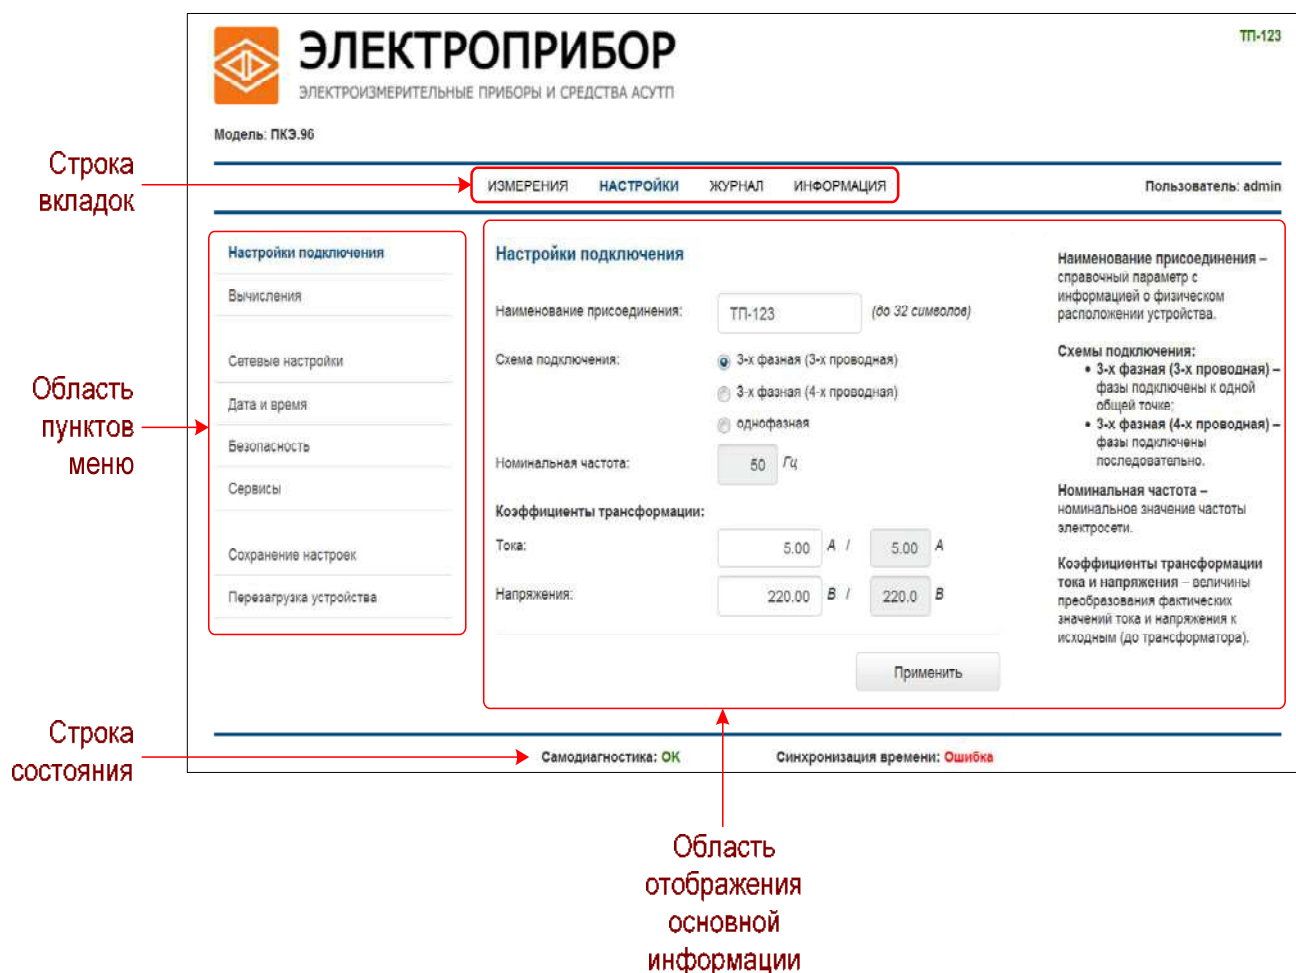 ЭЛЕКТРОПРИБОР
ЭЛЕКТРОИЗМЕРИТЕЛЬНЫЕ ПРИБОРЫ И СРЕДСТВА АСУТП
ТП-123
Модель: ПКЭ.96
Строка
вкладок
ИЗМЕРЕНИЯ НАСТРОЙКИ ЖУРНАЛ ИНФОРМАЦИЯ
Пользователь: admin
Область
пунктов
меню
Настройки подключения
Вычисления
Сетевые настройки
Дата и время
Безопасность
Сервисы
Сохранение настроек
Перезагрузка устройства
Настройки подключения
Наименование присоединения: ТП-123 (до 32 символов)
Схема подключения: 3-х фазная (3-х проводная)
3-х фазная (4-х проводная)
однофазная
Номинальная частота: 50 Гц
Коэффициенты трансформации:
Тока: 5.00 А / 5.00 А
Напряжения: 220.00 В / 220.0 В
Применить
Наименование присоединения –
справочный параметр с
информацией о физическом
расположении устройства.
Схемы подключения:
• 3-х фазная (3-х проводная) –
фазы подключены к одной
общей точке;
• 3-х фазная (4-х проводная) –
фазы подключены
последовательно.
Номинальная частота –
номинальное значение частоты
электросети.
Коэффициенты трансформации
тока и напряжения – величины
преобразования фактических
значений тока и напряжения к
исходным (до трансформатора).
Строка
состояния
Самодиагностика: OK Синхронизация времени: Ошибка
Область
отображения
основной
информации